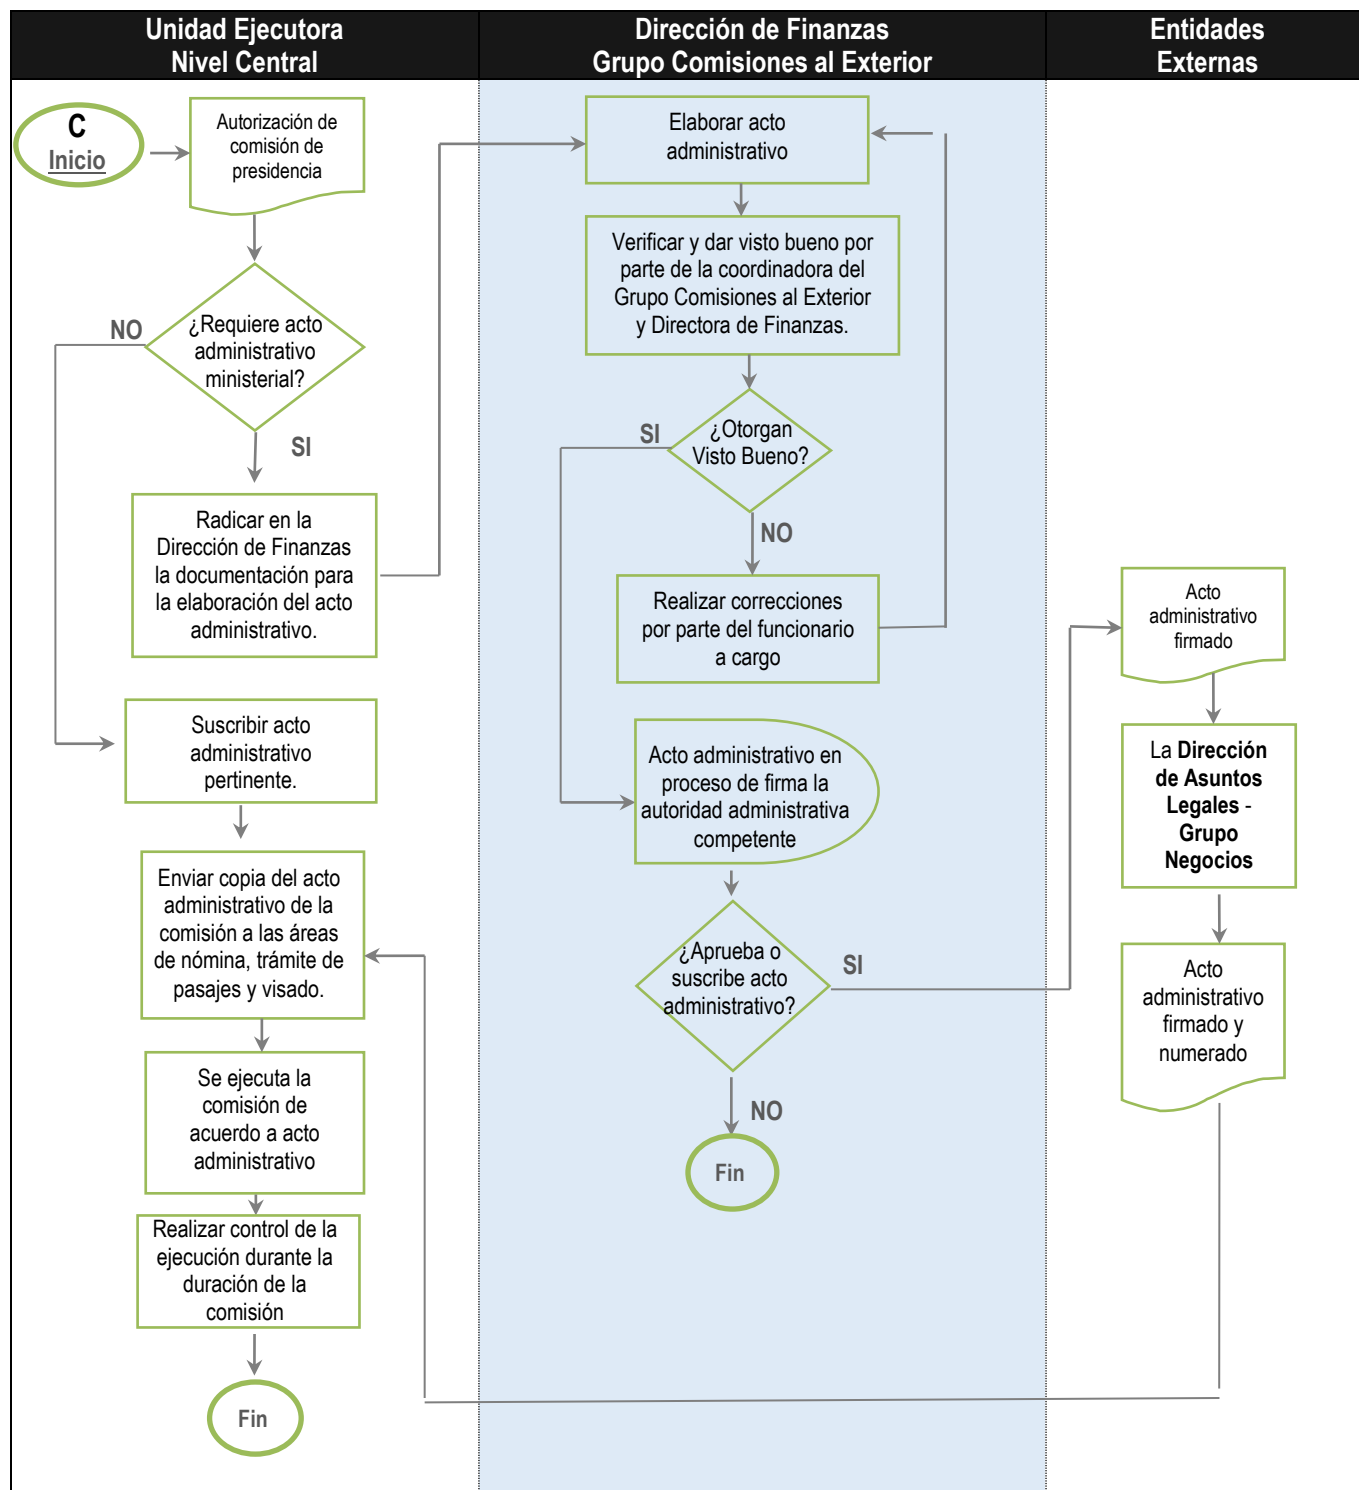 Unidad Ejecutora
Nivel Central
Dirección de Finanzas
Grupo Comisiones al Exterior
Entidades
Externas
C
Inicio
Autorización de
comisión de
presidencia
¿Requiere acto
administrativo
ministerial?
NO
SI
Radicar en la
Dirección de Finanzas
la documentación para
la elaboración del acto
administrativo.
Suscribir acto
administrativo
pertinente.
Enviar copia del acto
administrativo de la
comisión a las áreas
de nómina, trámite de
pasajes y visado.
Se ejecuta la
comisión de
acuerdo a acto
administrativo
Realizar control de la
ejecución durante la
duración de la
comisión
Fin
Elaborar acto
administrativo
Verificar y dar visto bueno por
parte de la coordinadora del
Grupo Comisiones al Exterior
y Directora de Finanzas.
¿Otorgan
Visto Bueno?
SI
NO
Realizar correcciones
por parte del funcionario
a cargo
Acto administrativo en
proceso de firma la
autoridad administrativa
competente
¿Aprueba o
suscribe acto
administrativo?
SI
NO
Fin
Acto
administrativo
firmado
La Dirección
de Asuntos
Legales -
Grupo
Negocios
Acto
administrativo
firmado y
numerado